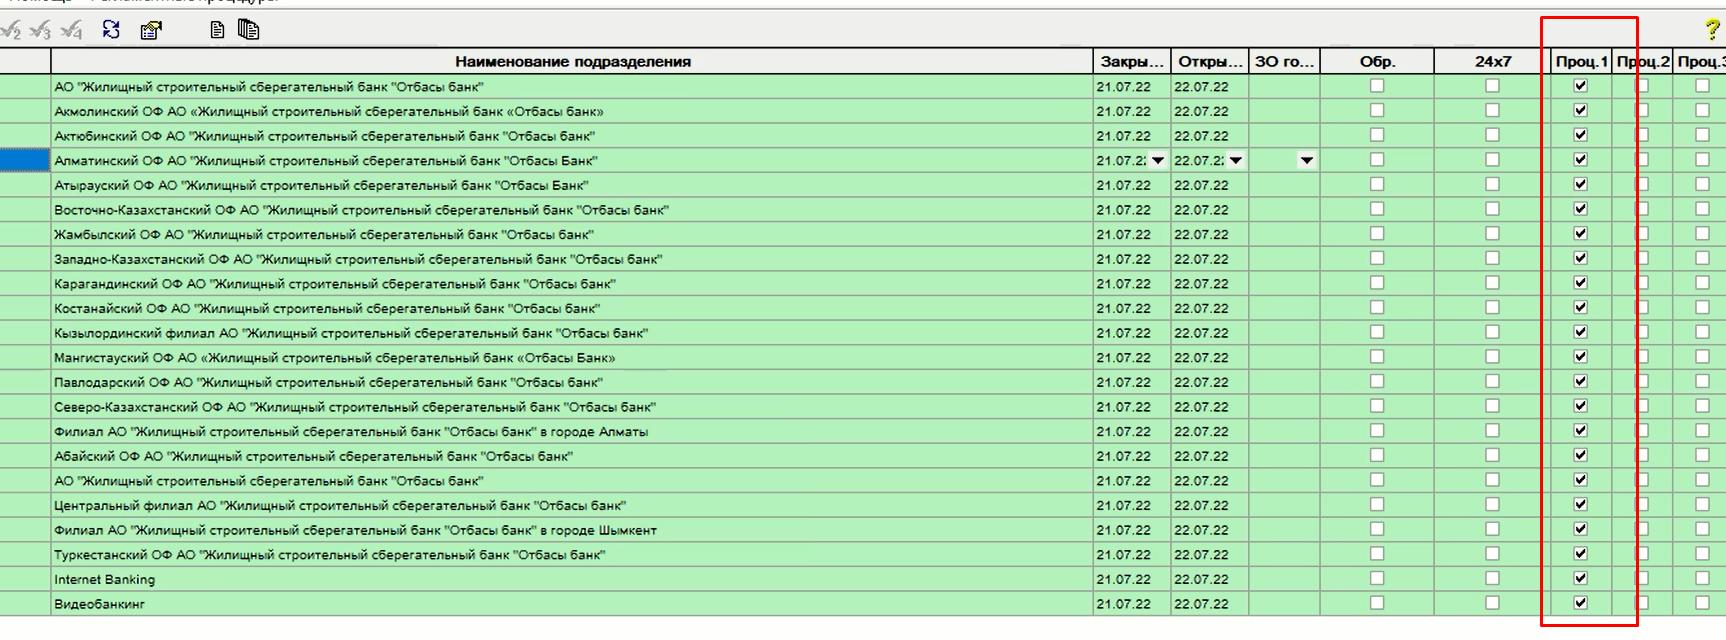 Наименование подразделения Закры... Откры... ЗО го... Обр. 24x7 Проц.1 Проц.2 Проц.3
АО "Жилищный строительный сберегательный банк "Отбасы банк" 21.07.22 22.07.22
Акмолинский ОФ АО «Жилищный строительный сберегательный банк «Отбасы банк» 21.07.22 22.07.22
Актюбинский ОФ АО "Жилищный строительный сберегательный банк "Отбасы банк" 21.07.22 22.07.22
Алматинский ОФ АО "Жилищный строительный сберегательный банк "Отбасы Банк" 21.07.2 22.07.2
Атырауский ОФ АО "Жилищный строительный сберегательный банк "Отбасы Банк" 21.07.22 22.07.22
Восточно-Казахстанский ОФ АО "Жилищный строительный сберегательный банк "Отбасы банк" 21.07.22 22.07.22
Жамбылский ОФ АО "Жилищный строительный сберегательный банк "Отбасы банк" 21.07.22 22.07.22
Западно-Казахстанский ОФ АО "Жилищный строительный сберегательный банк "Отбасы банк" 21.07.22 22.07.22
Карагандинский ОФ АО "Жилищный строительный сберегательный банк "Отбасы банк" 21.07.22 22.07.22
Костанайский ОФ АО "Жилищный строительный сберегательный банк "Отбасы банк" 21.07.22 22.07.22
Кызылординский филиал АО "Жилищный строительный сберегательный банк "Отбасы банк" 21.07.22 22.07.22
Мангистауский ОФ АО «Жилищный строительный сберегательный банк «Отбасы Банк» 21.07.22 22.07.22
Павлодарский ОФ АО "Жилищный строительный сберегательный банк "Отбасы банк" 21.07.22 22.07.22
Северо-Казахстанский ОФ АО "Жилищный строительный сберегательный банк "Отбасы банк" 21.07.22 22.07.22
Филиал АО "Жилищный строительный сберегательный банк "Отбасы банк" в городе Алматы 21.07.22 22.07.22
Абайский ОФ АО "Жилищный строительный сберегательный банк "Отбасы банк" 21.07.22 22.07.22
АО "Жилищный строительный сберегательный банк "Отбасы банк" 21.07.22 22.07.22
Центральный филиал АО "Жилищный строительный сберегательный банк "Отбасы банк" 21.07.22 22.07.22
Филиал АО "Жилищный строительный сберегательный банк "Отбасы банк" в городе Шымкент 21.07.22 22.07.22
Туркестанский ОФ АО "Жилищный строительный сберегательный банк "Отбасы банк" 21.07.22 22.07.22
Internet Banking 21.07.22 22.07.22
Видеобанкинг 21.07.22 22.07.22